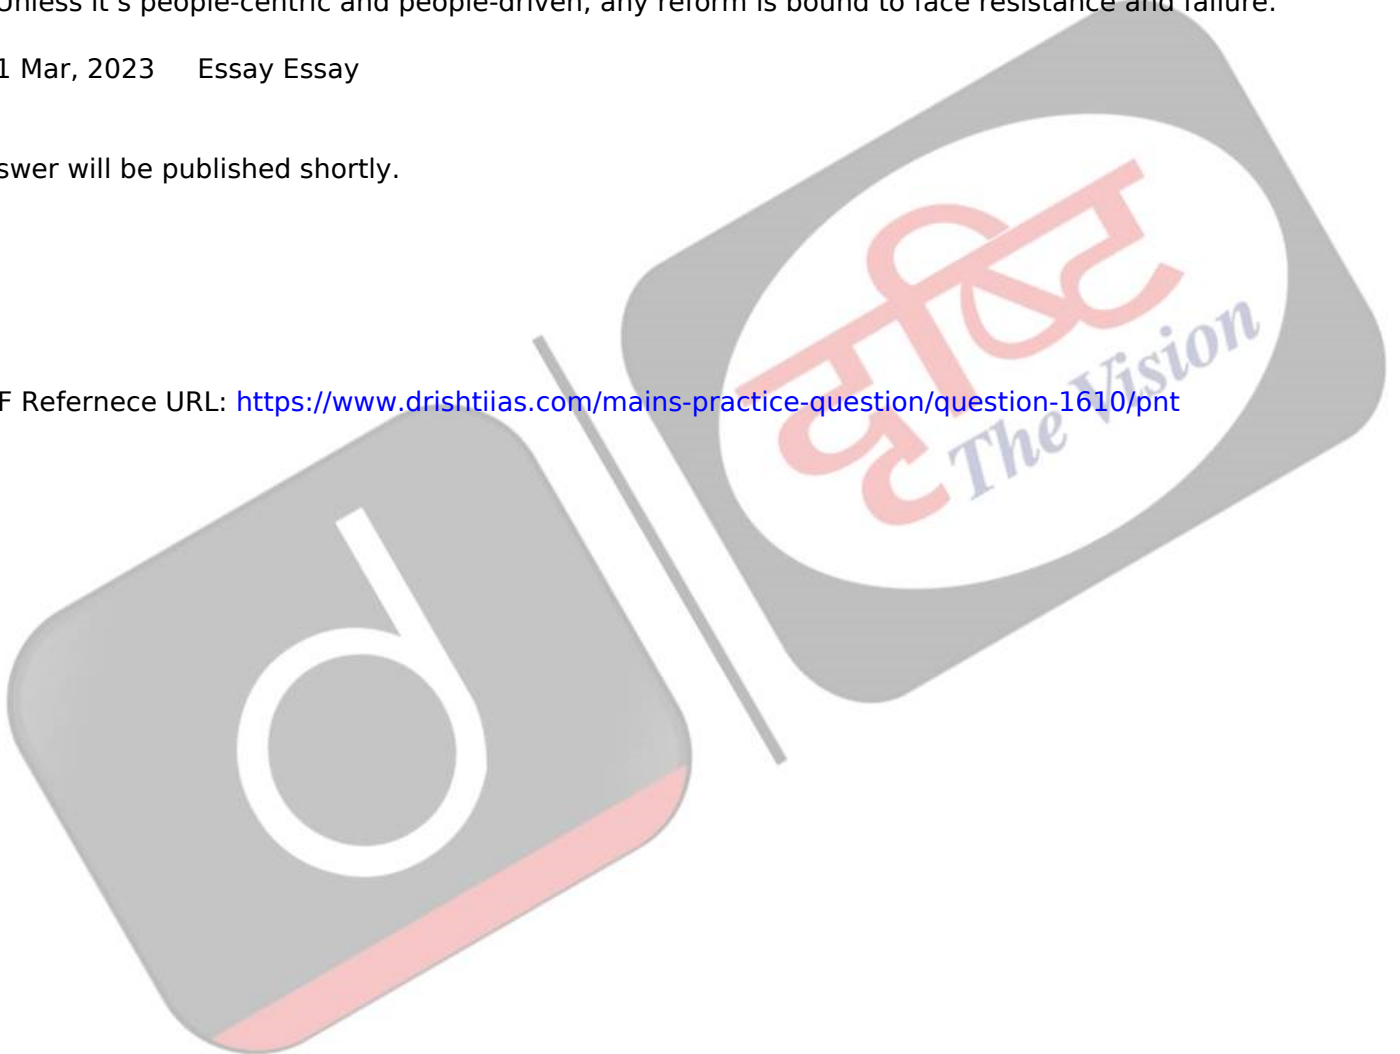 Unless it's people-centric and people-driven, any reform is bound to face resistance and failure.
1 Mar, 2023 Essay Essay
swer will be published shortly.
F Refernece URL: https://www.drishtiias.com/mains-practice-question/question-1610/pnt
दृष्टि
The Vision
d